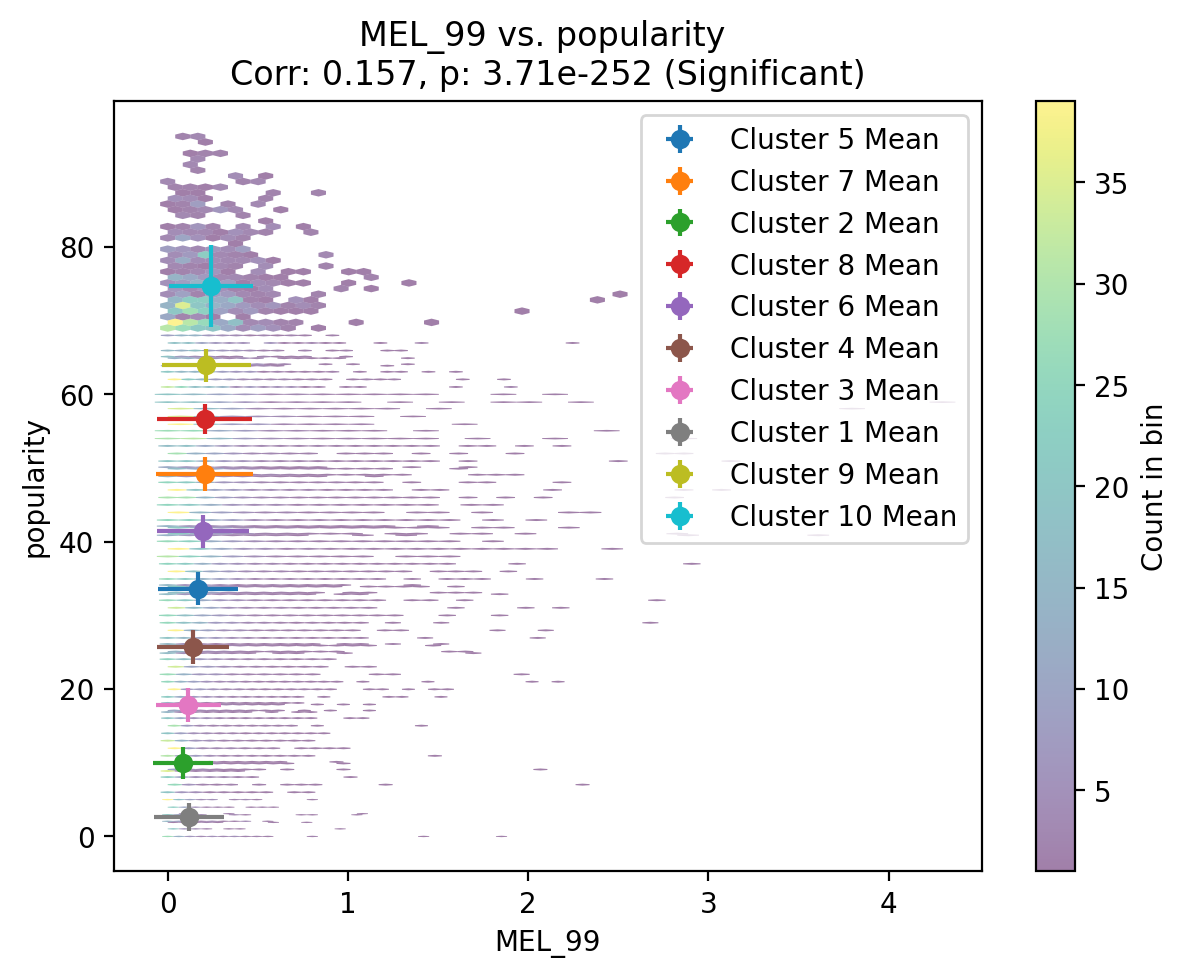 MEL_99 vs. popularity
Corr: 0.157, p: 3.71e-252 (Significant)
Cluster 5 Mean
Cluster 7 Mean
Cluster 2 Mean
Cluster 8 Mean
Cluster 6 Mean
Cluster 4 Mean
Cluster 3 Mean
Cluster 1 Mean
Cluster 9 Mean
Cluster 10 Mean
popularity
80
60
40
20
0
0 1 2 3 4
MEL_99
35
30
25
20
15
10
5
Count in bin